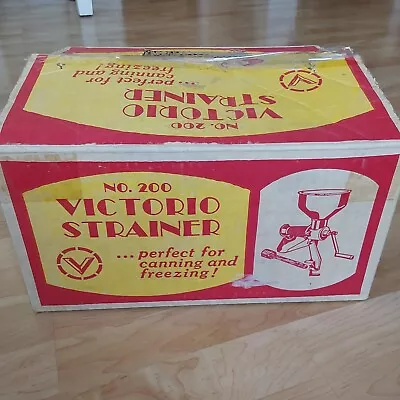 NO. 200
VICTORIO
STRAINER
...perfect for
canning and
freezing!
NO. 200
VICTORIO
STRAINER
...perfect for
canning and
freezing!
V